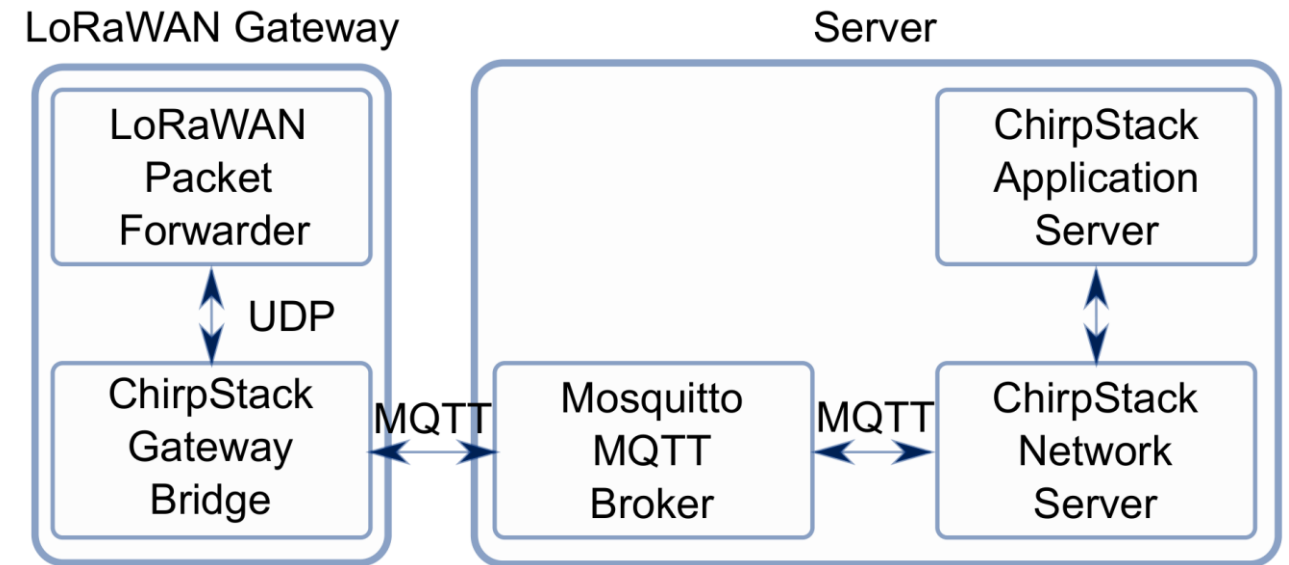 LoRaWAN Gateway
LoRaWAN
Packet
Forwarder
UDP
ChirpStack
Gateway
Bridge
MQTT
Server
Mosquitto
MQTT
Broker
MQTT
ChirpStack
Application
Server
ChirpStack
Network
Server